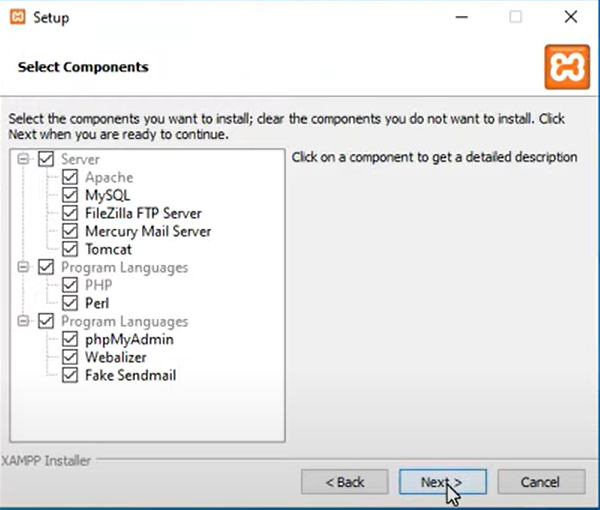 Setup
Select Components
Select the components you want to install; clear the components you do not want to install. Click
Next when you are ready to continue.
Server
Apache
MySQL
FileZilla FTP Server
Mercury Mail Server
Tomcat
Program Languages
PHP
Perl
Program Languages
phpMyAdmin
Webalizer
Fake Sendmail
Click on a component to get a detailed description
XAMPP Installer
< Back
Next >
Cancel